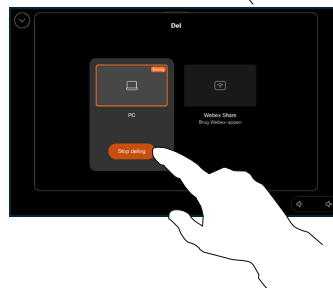 Del
Deling
PC
Webex Share
Brug Webex-appen
Stop deling